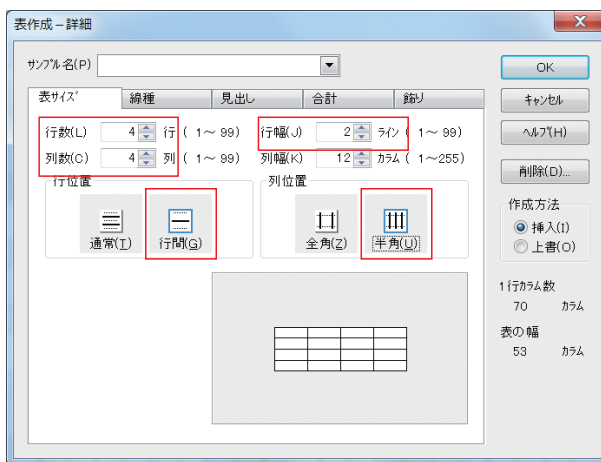 表作成－詳細
ｻﾝﾌﾟﾙ名(P)
OK
表ｻｲｽﾞ 線種 見出し 合計 飾り
ｷｬﾝｾﾙ
行数(L) 4 行 ( 1～ 99) 行幅(J) 2 ﾗｲﾝ ( 1～ 99)
ﾍﾙﾌﾟ(H)
列数(C) 4 列 ( 1～ 99) 列幅(K) 12 ｶﾗﾑ ( 1～255)
削除(D)...
行位置 列位置
通常(T) 行間(G) 全角(Z) 半角(U)
作成方法
挿入(I)
上書(O)
1行ｶﾗﾑ数
70 ｶﾗﾑ
表の幅
53 ｶﾗﾑ